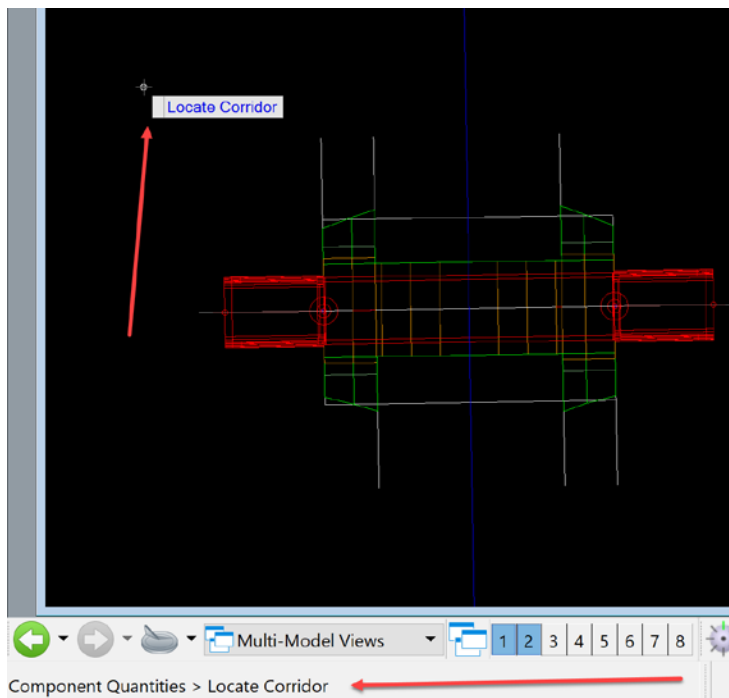 Locate Corridor
Multi-Model Views 1 2 3 4 5 6 7 8
Component Quantities > Locate Corridor